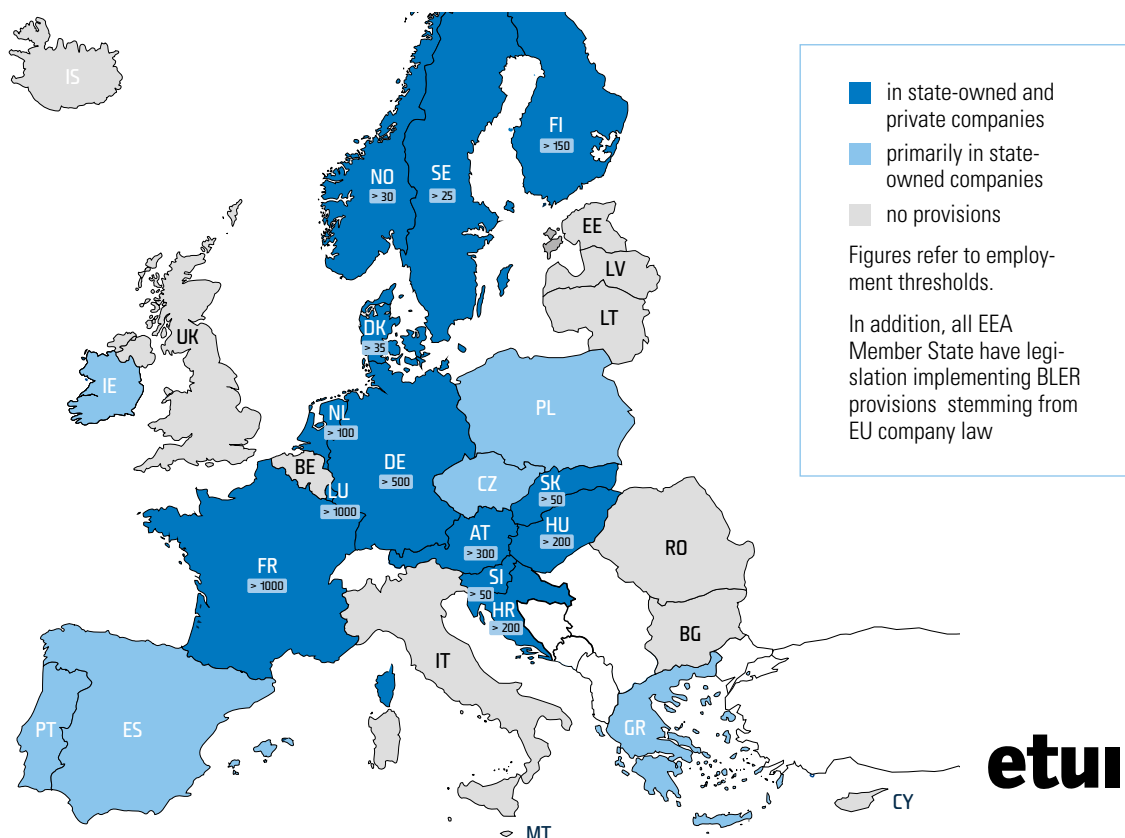 IS
FI
> 150
NO
> 30
SE
> 25
EE
LV
LT
DK
> 35
UK
IE
NL
> 100
PL
BE
DE
> 500
LU
> 1000
CZ
SK
> 50
AT
> 300
HU
> 200
FR
> 1000
SI
> 50
HR
> 200
RO
BG
IT
PT
ES
GR
CY
MT
in state-owned and
private companies
primarily in state-
owned companies
no provisions
Figures refer to employ-
ment thresholds.
In addition, all EEA
Member State have legi-
slation implementing BLER
provisions stemming from
EU company law
etui